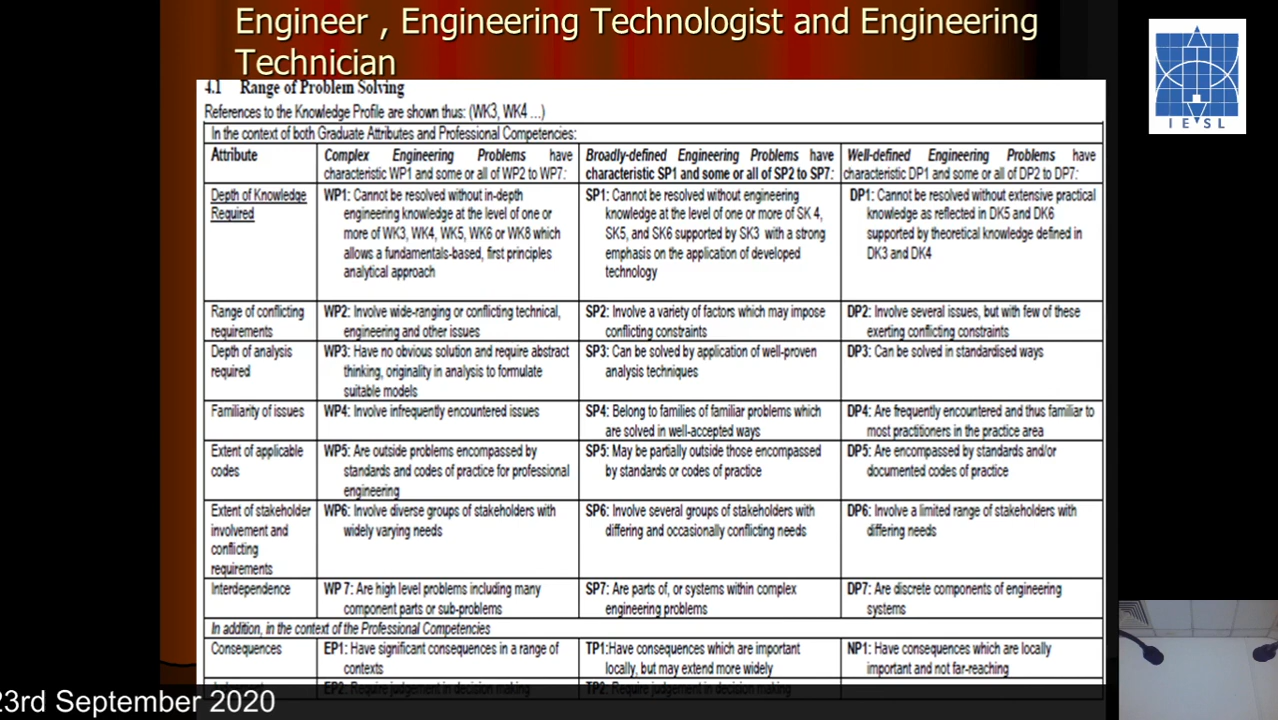 Engineer , Engineering Technologist and Engineering
Technician
4.1 Range of Problem Solving
References to the Knowledge Profile are shown thus: (WK3, WK4 ...)
In the context of both Graduate Attributes and Professional Competencies:
Attribute
Complex Engineering Problems have
characteristic WP1 and some or all of WP2 to WP7:
Broadly-defined Engineering Problems have
characteristic SP1 and some or all of SP2 to SP7:
Well-defined Engineering Problems have
characteristic DP1 and some or all of DP2 to DP7:
Depth of Knowledge
Required
WP1: Cannot be resolved without in-depth
engineering knowledge at the level of one or
more of WK3, WK4, WK5, WK6 or WK8 which
allows a fundamentals-based, first principles
analytical approach
SP1: Cannot be resolved without engineering
knowledge at the level of one or more of SK 4,
SK5, and SK6 supported by SK3 with a strong
emphasis on the application of developed
technology
DP1: Cannot be resolved without extensive practical
knowledge as reflected in DK5 and DK6
supported by theoretical knowledge defined in
DK3 and DK4
Range of conflicting
requirements
WP2: Involve wide-ranging or conflicting technical,
engineering and other issues
SP2: Involve a variety of factors which may impose
conflicting constraints
DP2: Involve several issues, but with few of these
exerting conflicting constraints
Depth of analysis
required
WP3: Have no obvious solution and require abstract
thinking, originality in analysis to formulate
suitable models
SP3: Can be solved by application of well-proven
analysis techniques
DP3: Can be solved in standardised ways
Familiarity of issues
WP4: Involve infrequently encountered issues
SP4: Belong to families of familiar problems which
are solved in well-accepted ways
DP4: Are frequently encountered and thus familiar to
most practitioners in the practice area
Extent of applicable
codes
WP5: Are outside problems encompassed by
standards and codes of practice for professional
engineering
SP5: May be partially outside those encompassed
by standards or codes of practice
DP5: Are encompassed by standards and/or
documented codes of practice
Extent of stakeholder
involvement and
conflicting
requirements
WP6: Involve diverse groups of stakeholders with
widely varying needs
SP6: Involve several groups of stakeholders with
differing and occasionally conflicting needs
DP6: Involve a limited range of stakeholders with
differing needs
Interdependence
WP 7: Are high level problems including many
component parts or sub-problems
SP7: Are parts of, or systems within complex
engineering problems
DP7: Are discrete components of engineering
systems
In addition, in the context of the Professional Competencies
Consequences
EP1: Have significant consequences in a range of
contexts
TP1:Have consequences which are important
locally, but may extend more widely
NP1: Have consequences which are locally
important and not far-reaching
EP2: Require judgement in decision making
TP2: Require judgement in decision making
23rd September 2020
IESL